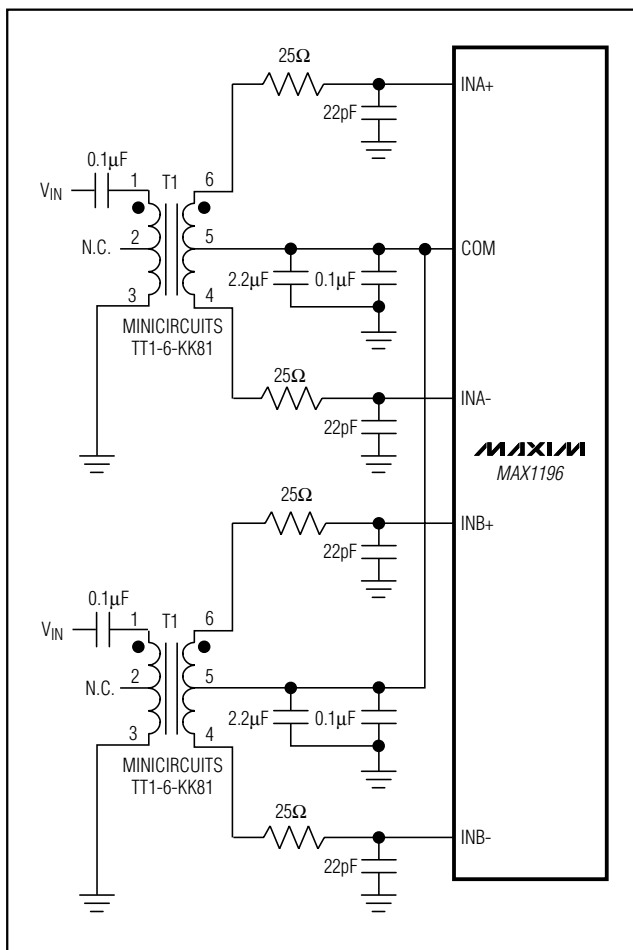 25Ω
INA+
22pF
0.1µF
VIN
1
T1
6
N.C.
2
5
COM
2.2µF
0.1µF
3
4
MINICIRCUITS
TT1-6-KK81
25Ω
INA-
22pF
MAXIM
MAX1196
25Ω
INB+
22pF
0.1µF
VIN
1
T1
6
N.C.
2
5
2.2µF
0.1µF
3
4
MINICIRCUITS
TT1-6-KK81
25Ω
INB-
22pF